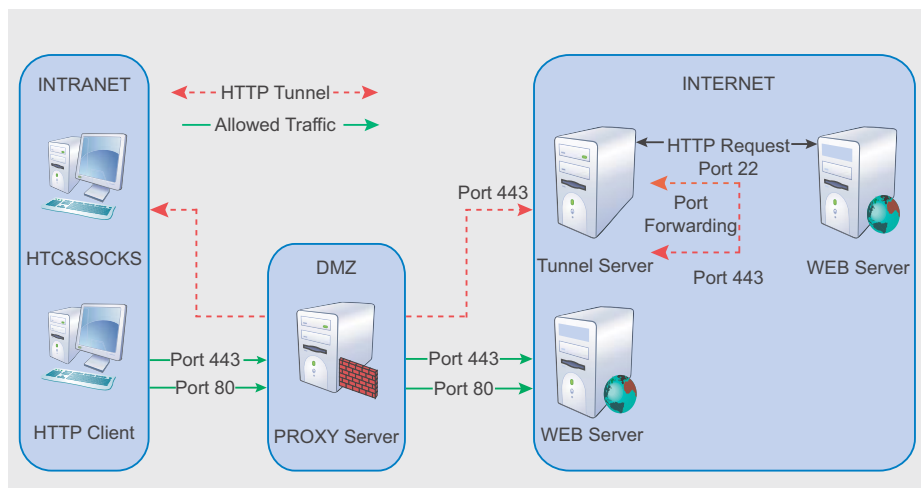 INTRANET
HTTP Tunnel
Allowed Traffic
INTERNET
HTTP Request
Port 22
Port
Forwarding
Port 443
Port 443
HTC&SOCKS
DMZ
Tunnel Server
WEB Server
Port 443
Port 80
Port 443
Port 80
HTTP Client
PROXY Server
WEB Server